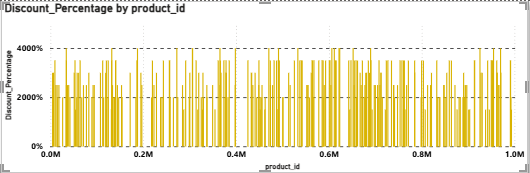 Discount_Percentage by product_id
Discount_Percentage
4000%
2000%
0%
0.0M 0.2M 0.4M 0.6M 0.8M 1.0M
product_id